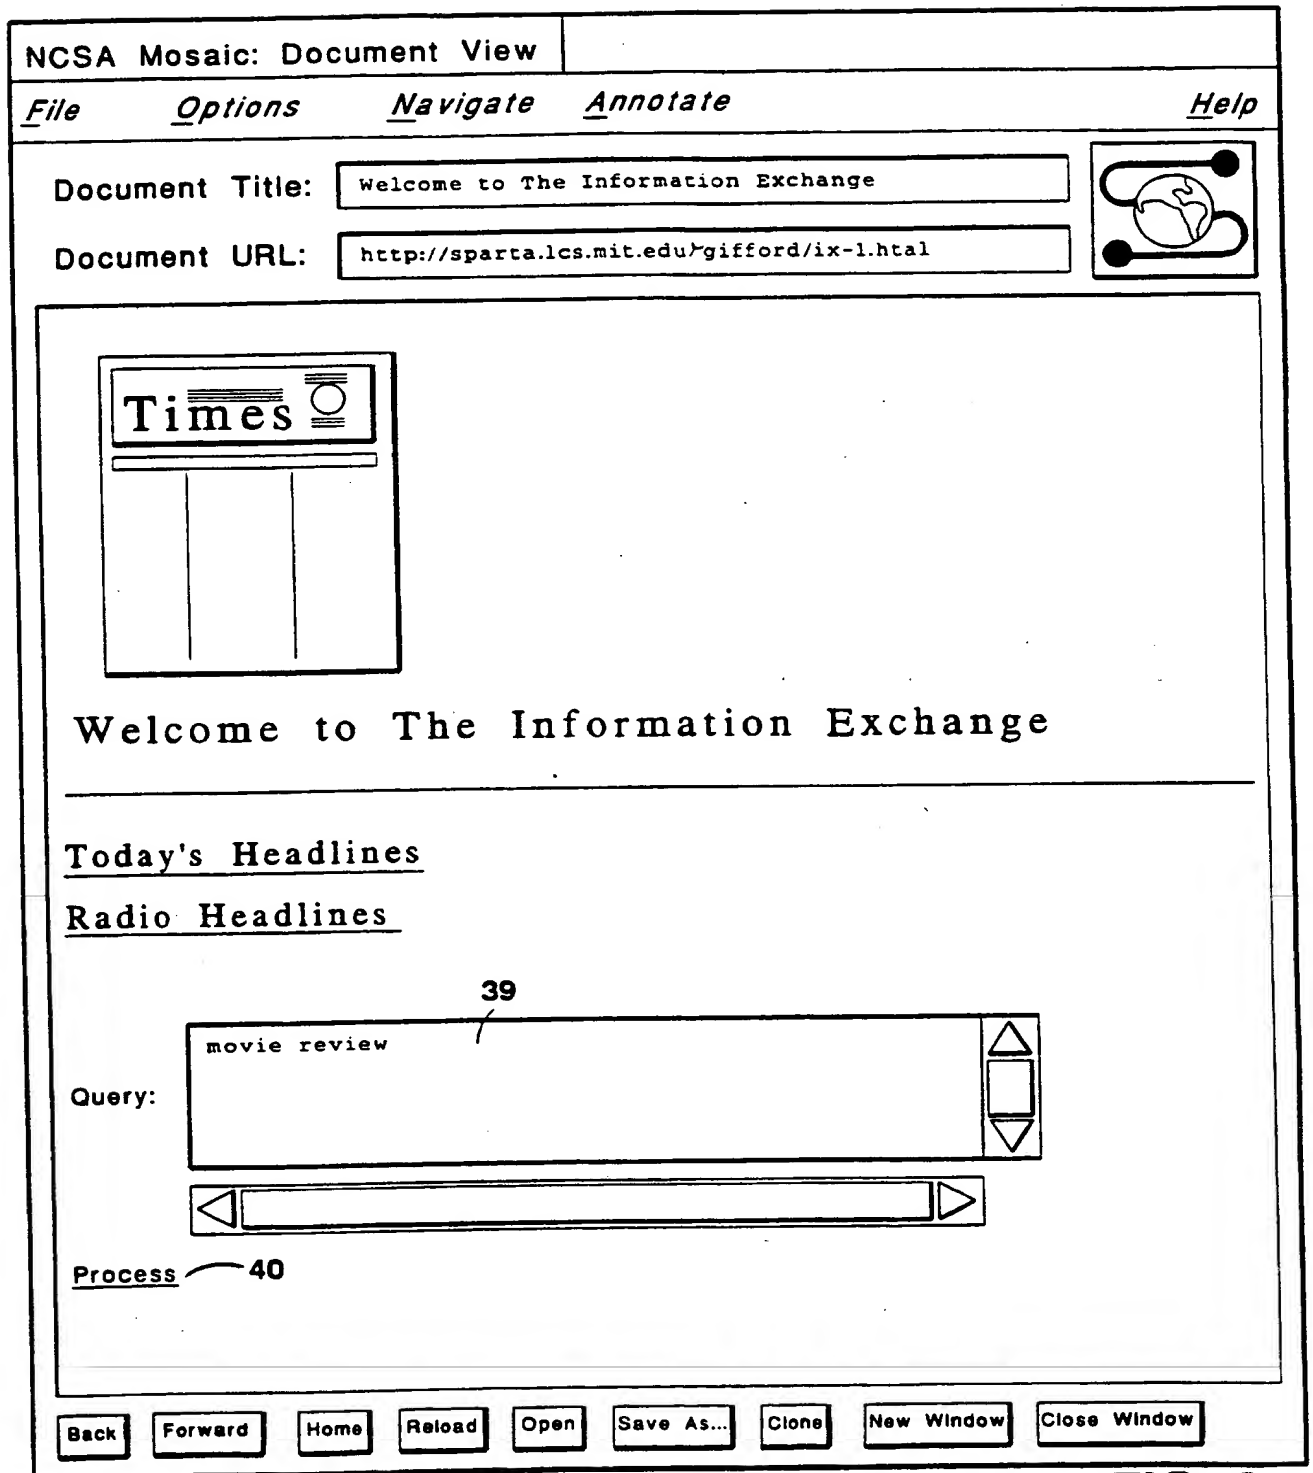 NCSA Mosaic: Document View
File Options Navigate Annotate Help
Document Title: Welcome to The Information Exchange
Document URL: http://sparta.lcs.mit.edu/~gifford/ix-1.htal
Times
Welcome to The Information Exchange
Today's Headlines
Radio Headlines
39
movie review
Query:
Process 40
Back Forward Home Reload Open Save As... Clone New Window Close Window